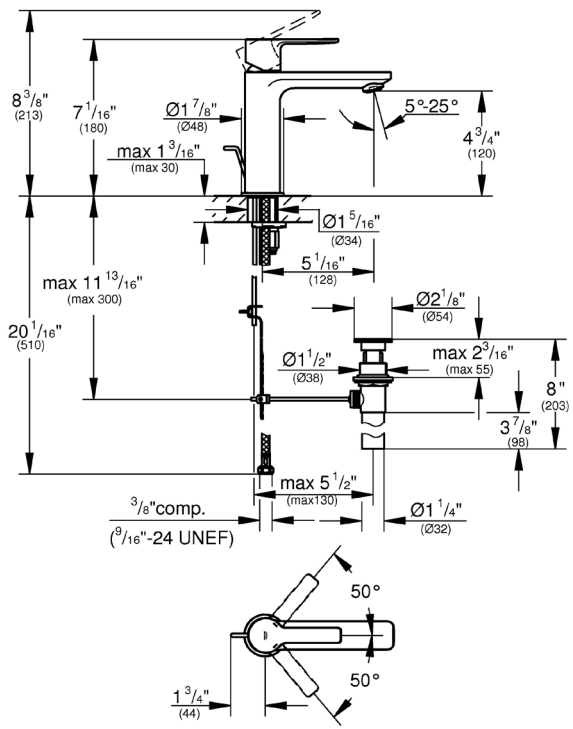 8 3/8"
(213)
7 1/16"
(180)
Ø1 7/8"
(Ø48)
5°-25°
4 3/4"
(120)
max 1 3/16"
(max 30)
Ø1 5/16"
(Ø34)
5 1/16"
(128)
max 11 13/16"
(max 300)
20 1/16"
(510)
Ø2 1/8"
(Ø54)
Ø1 1/2"
(Ø38)
max 2 3/16"
(max 55)
8"
(203)
3 7/8"
(98)
max 5 1/2"
(max130)
3/8"comp.
(9/16"-24 UNEF)
Ø1 1/4"
(Ø32)
50°
50°
1 3/4"
(44)